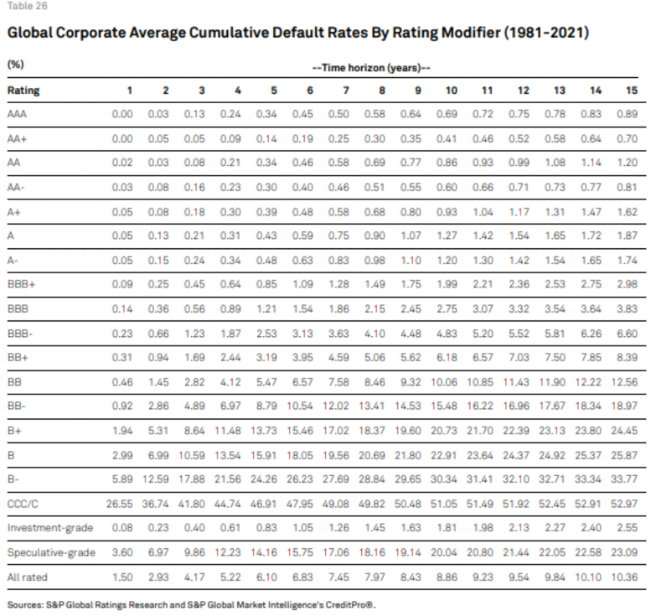 Table 26
Global Corporate Average Cumulative Default Rates By Rating Modifier (1981-2021)
(%) --Time horizon (years)--
Rating 1 2 3 4 5 6 7 8 9 10 11 12 13 14 15
AAA 0.00 0.03 0.13 0.24 0.34 0.45 0.50 0.58 0.64 0.69 0.72 0.75 0.78 0.83 0.89
AA+ 0.00 0.05 0.05 0.09 0.14 0.19 0.25 0.30 0.35 0.41 0.46 0.52 0.58 0.64 0.70
AA 0.02 0.03 0.08 0.21 0.34 0.46 0.58 0.69 0.77 0.86 0.93 0.99 1.08 1.14 1.20
AA- 0.03 0.08 0.16 0.23 0.30 0.40 0.46 0.51 0.55 0.60 0.66 0.71 0.73 0.77 0.81
A+ 0.05 0.08 0.18 0.30 0.39 0.48 0.58 0.68 0.80 0.93 1.04 1.17 1.31 1.47 1.62
A 0.05 0.13 0.21 0.31 0.43 0.59 0.75 0.90 1.07 1.27 1.42 1.54 1.65 1.72 1.87
A- 0.05 0.15 0.24 0.34 0.48 0.63 0.83 0.98 1.10 1.20 1.30 1.42 1.54 1.65 1.74
BBB+ 0.09 0.25 0.45 0.64 0.85 1.09 1.28 1.49 1.75 1.99 2.21 2.36 2.53 2.75 2.98
BBB 0.14 0.36 0.56 0.89 1.21 1.54 1.86 2.15 2.45 2.75 3.07 3.32 3.54 3.64 3.83
BBB- 0.23 0.66 1.23 1.87 2.53 3.13 3.63 4.10 4.48 4.83 5.20 5.52 5.81 6.26 6.60
BB+ 0.31 0.94 1.69 2.44 3.19 3.95 4.59 5.06 5.62 6.18 6.57 7.03 7.50 7.85 8.39
BB 0.46 1.45 2.82 4.12 5.47 6.57 7.58 8.46 9.32 10.06 10.85 11.43 11.90 12.22 12.56
BB- 0.92 2.86 4.89 6.97 8.79 10.54 12.02 13.41 14.53 15.48 16.22 16.96 17.67 18.34 18.97
B+ 1.94 5.31 8.64 11.48 13.73 15.46 17.02 18.37 19.60 20.73 21.70 22.39 23.13 23.80 24.45
B 2.99 6.99 10.59 13.54 15.91 18.05 19.56 20.69 21.80 22.91 23.64 24.37 24.92 25.37 25.87
B- 5.89 12.59 17.88 21.56 24.26 26.23 27.69 28.84 29.65 30.34 31.41 32.10 32.71 33.34 33.77
CCC/C 26.55 36.74 41.80 44.74 46.91 47.95 49.08 49.82 50.48 51.05 51.49 51.92 52.45 52.91 52.97
Investment-grade 0.08 0.23 0.40 0.61 0.83 1.05 1.26 1.45 1.63 1.81 1.98 2.13 2.27 2.40 2.55
Speculative-grade 3.60 6.97 9.86 12.23 14.16 15.75 17.06 18.16 19.14 20.04 20.80 21.44 22.05 22.58 23.09
All rated 1.50 2.93 4.17 5.22 6.10 6.83 7.45 7.97 8.43 8.86 9.23 9.54 9.84 10.10 10.36
Sources: S&P Global Ratings Research and S&P Global Market Intelligence's CreditPro®.